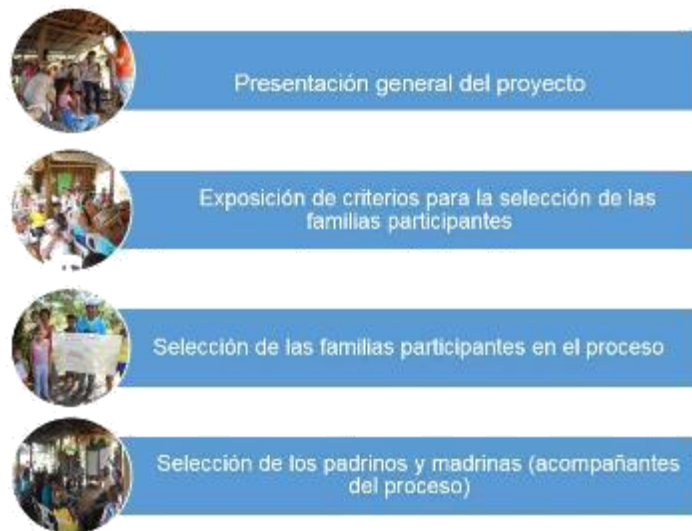 Presentación general del proyecto
Exposición de criterios para la selección de las
familias participantes
Selección de las familias participantes en el proceso
Selección de los padrinos y madrinas (acompañantes
del proceso)